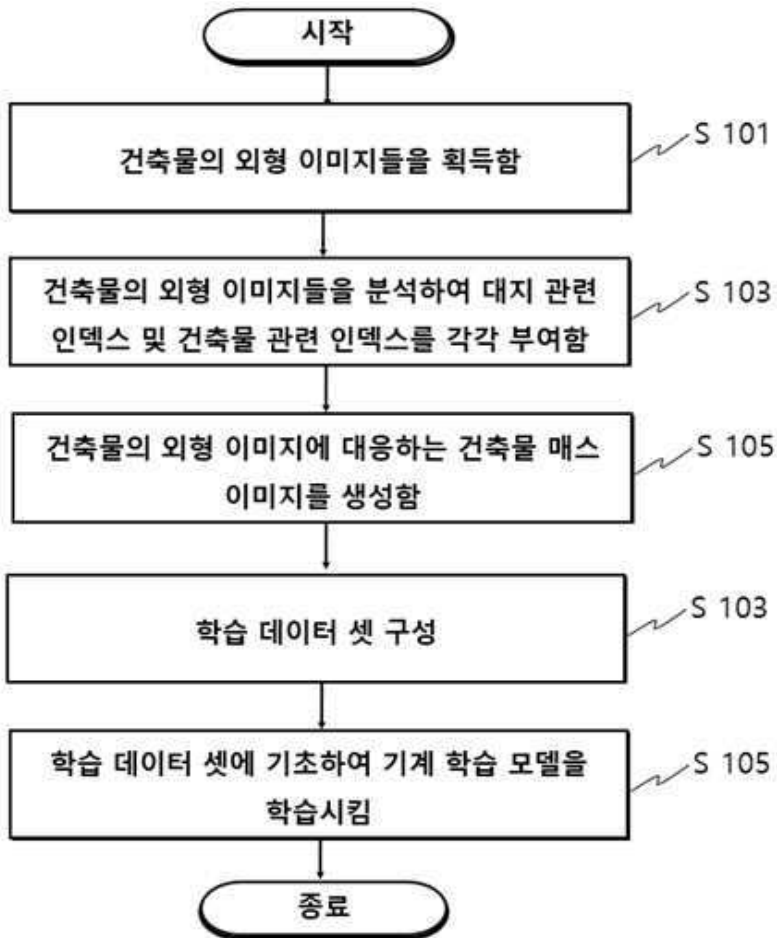 시작
건축물의 외형 이미지들을 획득함
S 101
건축물의 외형 이미지들을 분석하여 대지 관련
인덱스 및 건축물 관련 인덱스를 각각 부여함
S 103
건축물의 외형 이미지에 대응하는 건축물 매스
이미지를 생성함
S 105
학습 데이터 셋 구성
S 103
학습 데이터 셋에 기초하여 기계 학습 모델을
학습시킴
S 105
종료